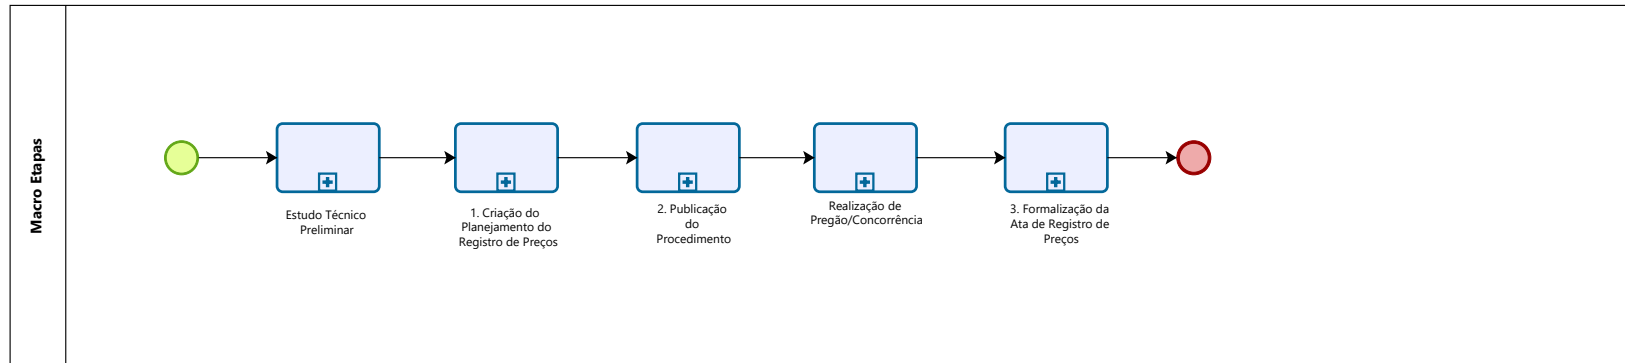 Macro Etapas
Estudo Técnico
Preliminar
1. Criação do
Planejamento do
Registro de Preços
2. Publicação
do
Procedimento
Realização de
Pregão/Concorrência
3. Formalização da
Ata de Registro de
Preços